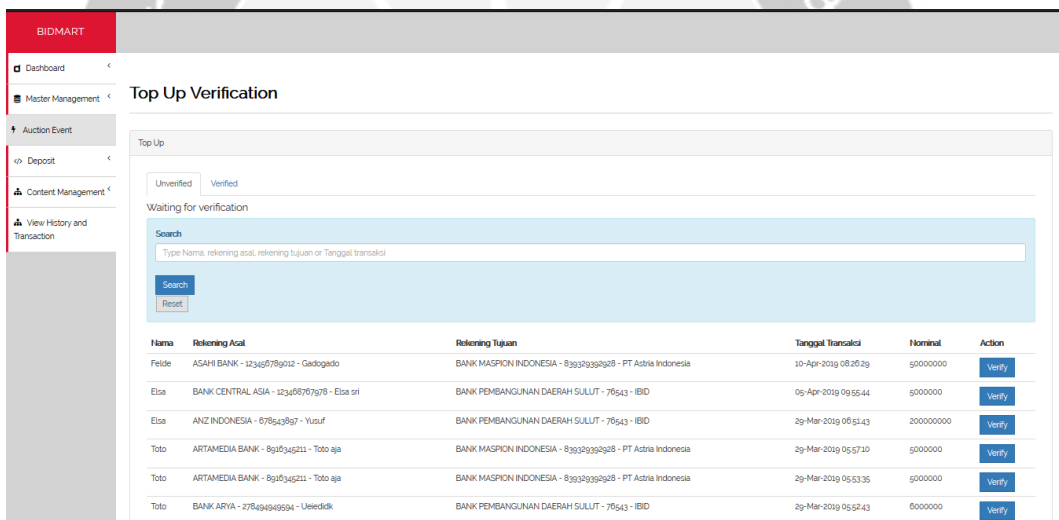 BIDMART
Dashboard
Master Management
Auction Event
Deposit
Content Management
View History and
Transaction
Top Up Verification
Top Up
Unverified Verified
Waiting for verification
Search
Type Nama, rekening asal, rekening tujuan or Tanggal transaksi
Search
Reset
Nama Rekening Asal Rekening Tujuan Tanggal Transaksi Nominal Action
Felde ASAHI BANK - 123456789012 - Gadogado BANK MASPION INDONESIA - 839329392928 - PT Astria Indonesia 10-Apr-2019 08:26:29 50000000 Verify
Elsa BANK CENTRAL ASIA - 123468767978 - Elsa sri BANK PEMBANGUNAN DAERAH SULUT - 76543 - IBID 05-Apr-2019 09:55:44 5000000 Verify
Elsa ANZ INDONESIA - 678543897 - Yusuf BANK PEMBANGUNAN DAERAH SULUT - 76543 - IBID 29-Mar-2019 06:51:43 200000000 Verify
Toto ARTAMEDIA BANK - 8916345211 - Toto aja BANK MASPION INDONESIA - 839329392928 - PT Astria Indonesia 29-Mar-2019 05:57:10 5000000 Verify
Toto ARTAMEDIA BANK - 8916345211 - Toto aja BANK MASPION INDONESIA - 839329392928 - PT Astria Indonesia 29-Mar-2019 05:53:35 5000000 Verify
Toto BANK ARYA - 278494949594 - Ueiedidk BANK PEMBANGUNAN DAERAH SULUT - 76543 - IBID 29-Mar-2019 05:52:43 6000000 Verify